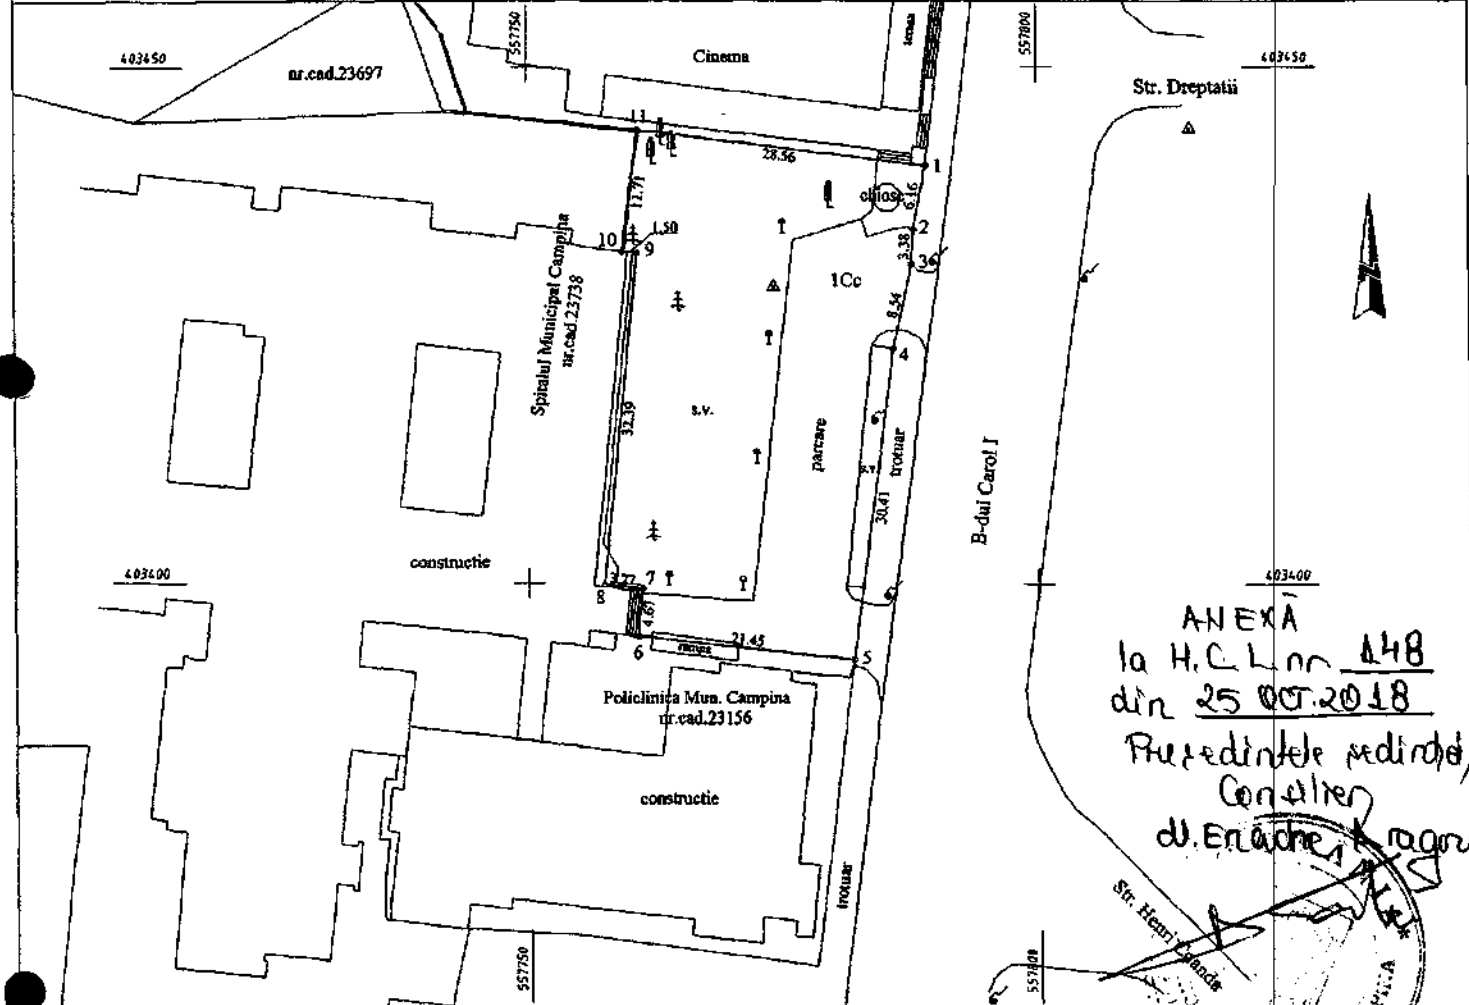 403450
557750
557800
403450
Cinema
nr.cad.23697
Str. Dreptatii
11
28.56
1
chiosc
6.16
2
3.38
3
12.71
10
1.50
9
1Cc
8.54
4
Spitalul Municipal Campina
nr.cad.23738
32.39
s.v.
parcare
s.v.
trotuar
30.41
B-dul Carol I
constructie
403400
403400
3.77
7
8
4.67
6
rampa
21.45
5
Policlinica Mun. Campina
nr.cad.23156
constructie
trotuar
ANEXĂ
la H.C.L nr 148
din 25 OCT. 2018
Președintele ședinței,
Consilier
dl. Enache
Str. Henri Coanda
557750
557800